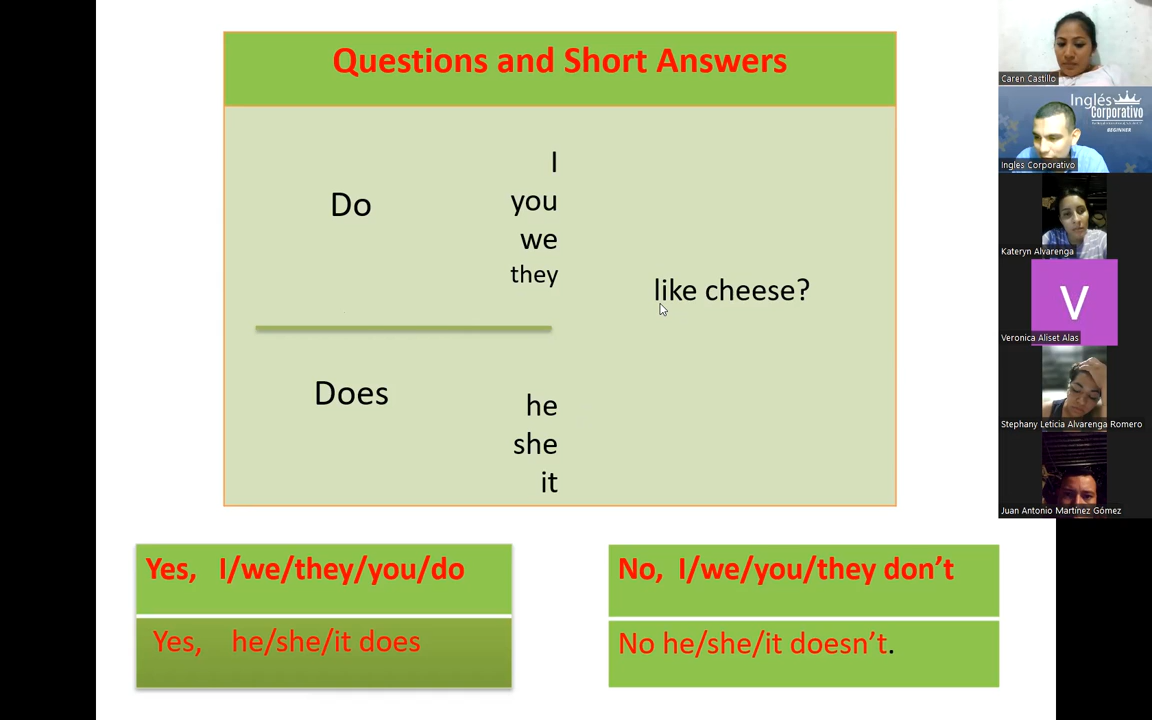 Questions and Short Answers
Do
I
you
we
they
like cheese?
Does
he
she
it
Yes, I/we/they/you/do
No, I/we/you/they don’t
Yes, he/she/it does
No he/she/it doesn’t.
Caren Castillo
Inglés
Corporativo
BEGINNER
Ingles Corporativo
Kateryn Alvarenga
V
Veronica Aliset Alas
Stephany Leticia Alvarenga Romero
Juan Antonio Martínez Gómez